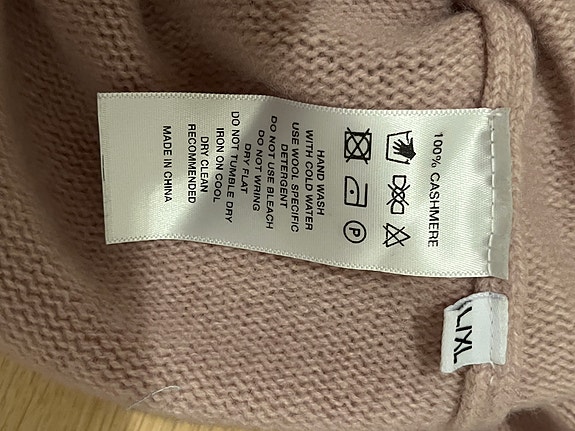 100% CASHMERE
HAND WASH
WITH COLD WATER
USE WOOL SPECIFIC
DETERGENT
DO NOT USE BLEACH
DO NOT WRING
DRY FLAT
DO NOT TUMBLE DRY
IRON ON COOL
DRY CLEAN
RECOMMENDED
MADE IN CHINA
P
L/XL